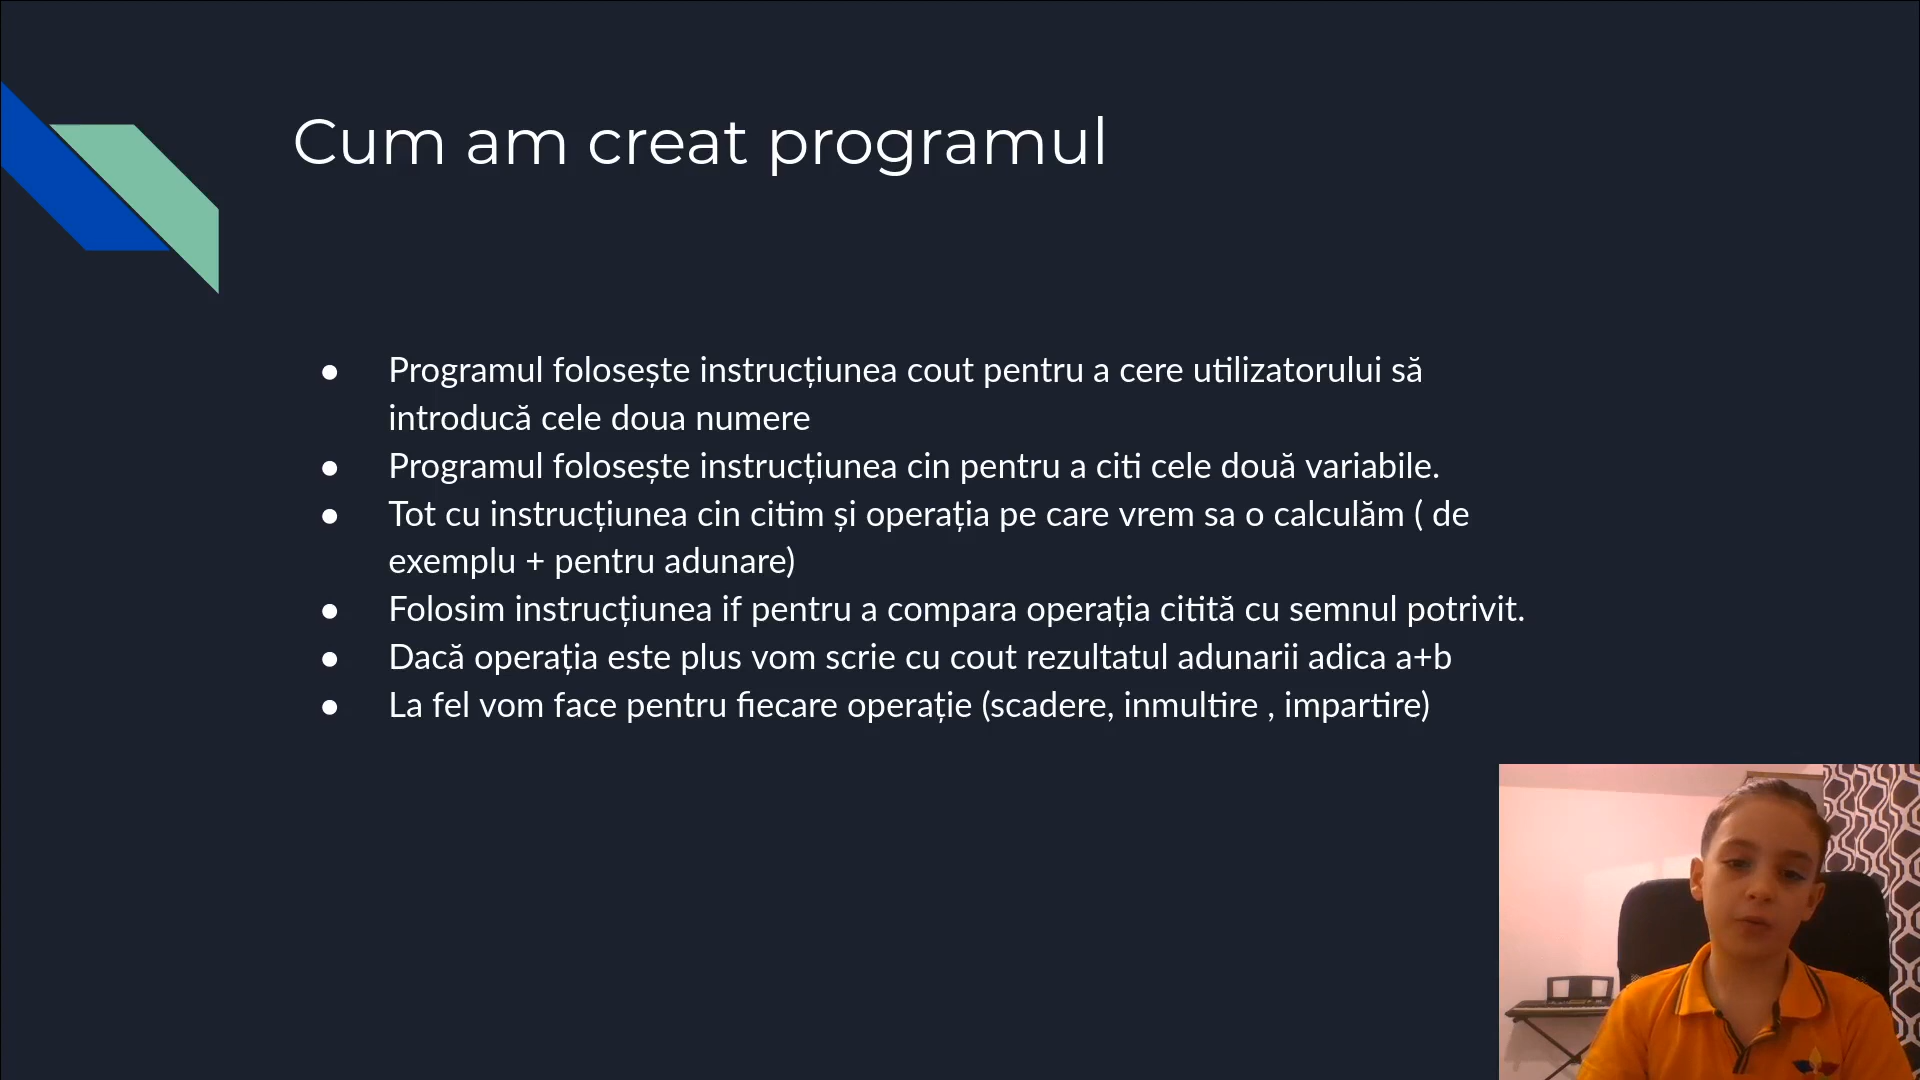 Cum am creat programul
● Programul folosește instrucțiunea cout pentru a cere utilizatorului să
introducă cele doua numere
● Programul folosește instrucțiunea cin pentru a citi cele două variabile.
● Tot cu instrucțiunea cin citim și operația pe care vrem sa o calculăm ( de
exemplu + pentru adunare)
● Folosim instrucțiunea if pentru a compara operația citită cu semnul potrivit.
● Dacă operația este plus vom scrie cu cout rezultatul adunarii adica a+b
● La fel vom face pentru fiecare operație (scadere, inmultire , impartire)